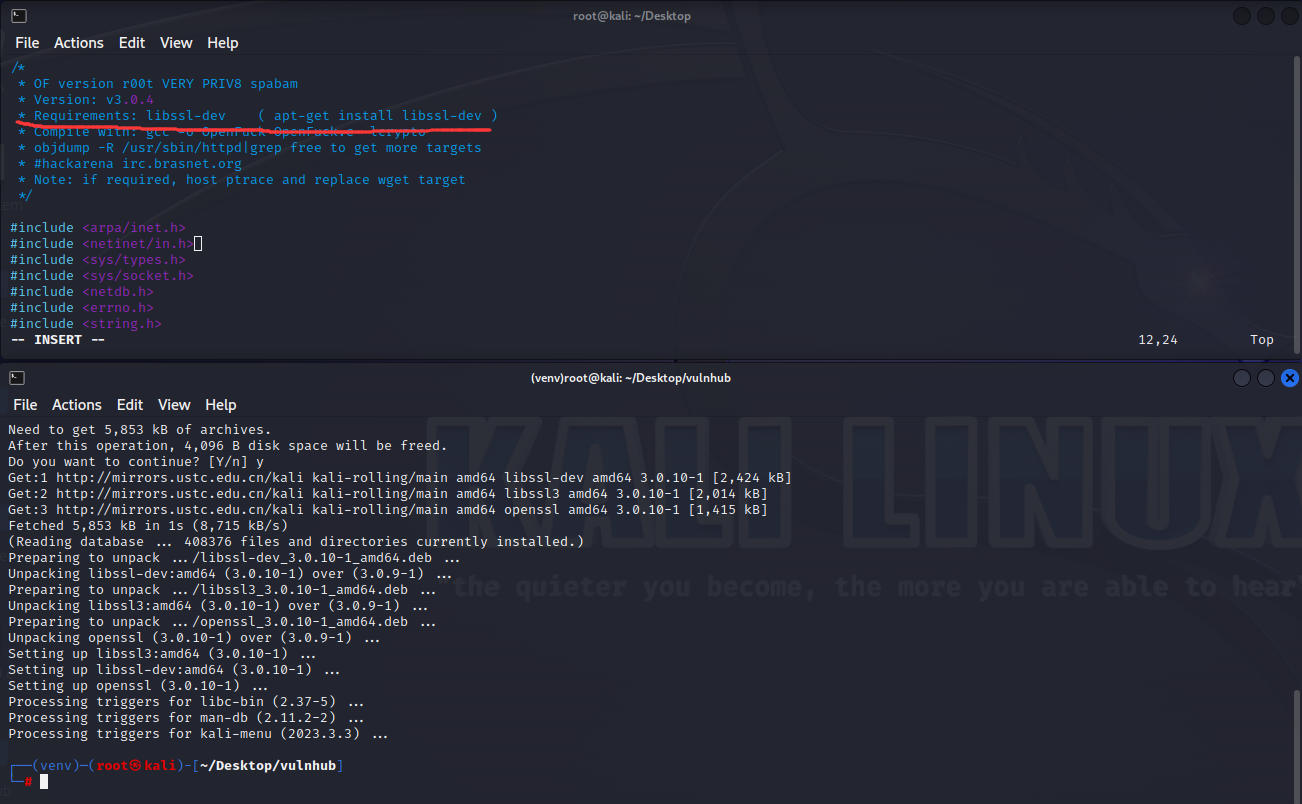 root@kali: ~/Desktop
File Actions Edit View Help
/*
* OF version r00t VERY PRIV8 spabam
* Version: v3.0.4
* Requirements: libssl-dev ( apt-get install libssl-dev )
* Compile with: gcc -o OpenFuck OpenFuck.c -lcrypto
* objdump -R /usr/sbin/httpd|grep free to get more targets
* #hackarena irc.brasnet.org
* Note: if required, host ptrace and replace wget target
*/
#include <arpa/inet.h>
#include <netinet/in.h>
#include <sys/types.h>
#include <sys/socket.h>
#include <netdb.h>
#include <errno.h>
#include <string.h>
-- INSERT -- 12,24 Top
(venv)root@kali: ~/Desktop/vulnhub
File Actions Edit View Help
Need to get 5,853 kB of archives.
After this operation, 4,096 B disk space will be freed.
Do you want to continue? [Y/n] y
Get:1 http://mirrors.ustc.edu.cn/kali kali-rolling/main amd64 libssl-dev amd64 3.0.10-1 [2,424 kB]
Get:2 http://mirrors.ustc.edu.cn/kali kali-rolling/main amd64 libssl3 amd64 3.0.10-1 [2,014 kB]
Get:3 http://mirrors.ustc.edu.cn/kali kali-rolling/main amd64 openssl amd64 3.0.10-1 [1,415 kB]
Fetched 5,853 kB in 1s (8,715 kB/s)
(Reading database ... 408376 files and directories currently installed.)
Preparing to unpack .../libssl-dev_3.0.10-1_amd64.deb ...
Unpacking libssl-dev:amd64 (3.0.10-1) over (3.0.9-1) ...
Preparing to unpack .../libssl3_3.0.10-1_amd64.deb ...
Unpacking libssl3:amd64 (3.0.10-1) over (3.0.9-1) ...
Preparing to unpack .../openssl_3.0.10-1_amd64.deb ...
Unpacking openssl (3.0.10-1) over (3.0.9-1) ...
Setting up libssl3:amd64 (3.0.10-1) ...
Setting up libssl-dev:amd64 (3.0.10-1) ...
Setting up openssl (3.0.10-1) ...
Processing triggers for libc-bin (2.37-5) ...
Processing triggers for man-db (2.11.2-2) ...
Processing triggers for kali-menu (2023.3.3) ...
(venv)-(root㉿kali)-[~/Desktop/vulnhub]
#
KALI LINUX
the quieter you become, the more you are able to hear